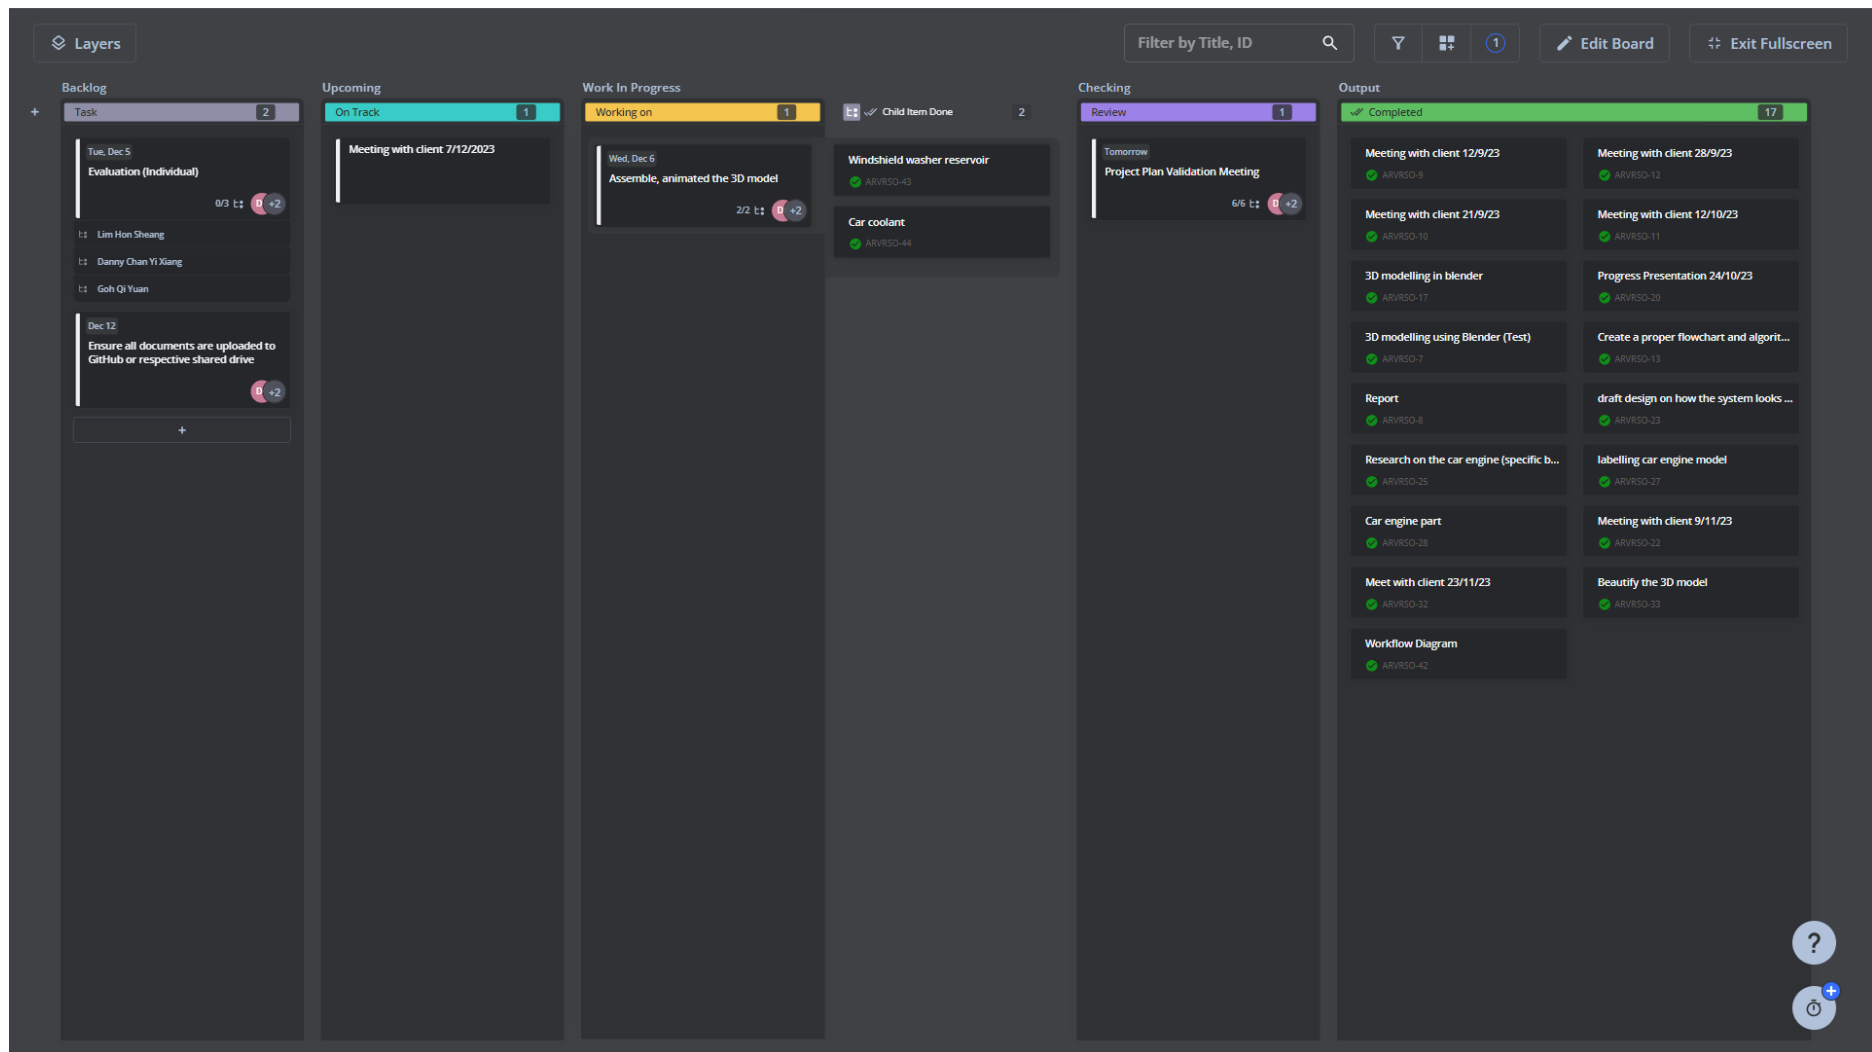 Layers
Filter by Title, ID
1
Edit Board
Exit Fullscreen
Backlog
Upcoming
Work In Progress
Checking
Output
+
Task
2
On Track
1
Working on
1
Child Item Done
2
Review
1
Completed
17
Tue, Dec 5
Evaluation (Individual)
0/3
D
+2
Lim Hon Sheang
Danny Chan Yi Xiang
Goh Qi Yuan
Dec 12
Ensure all documents are uploaded to
GitHub or respective shared drive
D
+2
+
Meeting with client 7/12/2023
Wed, Dec 6
Assemble, animated the 3D model
2/2
D
+2
Windshield washer reservoir
ARVRSO-43
Car coolant
ARVRSO-44
Tomorrow
Project Plan Validation Meeting
6/6
D
+2
Meeting with client 12/9/23
ARVRSO-9
Meeting with client 28/9/23
ARVRSO-12
Meeting with client 21/9/23
ARVRSO-10
Meeting with client 12/10/23
ARVRSO-11
3D modelling in blender
ARVRSO-17
Progress Presentation 24/10/23
ARVRSO-20
3D modelling using Blender (Test)
ARVRSO-7
Create a proper flowchart and algorit...
ARVRSO-13
Report
ARVRSO-8
draft design on how the system looks ...
ARVRSO-23
Research on the car engine (specific b...
ARVRSO-25
labelling car engine model
ARVRSO-27
Car engine part
ARVRSO-28
Meeting with client 9/11/23
ARVRSO-22
Meet with client 23/11/23
ARVRSO-32
Beautify the 3D model
ARVRSO-33
Workflow Diagram
ARVRSO-42
?
+